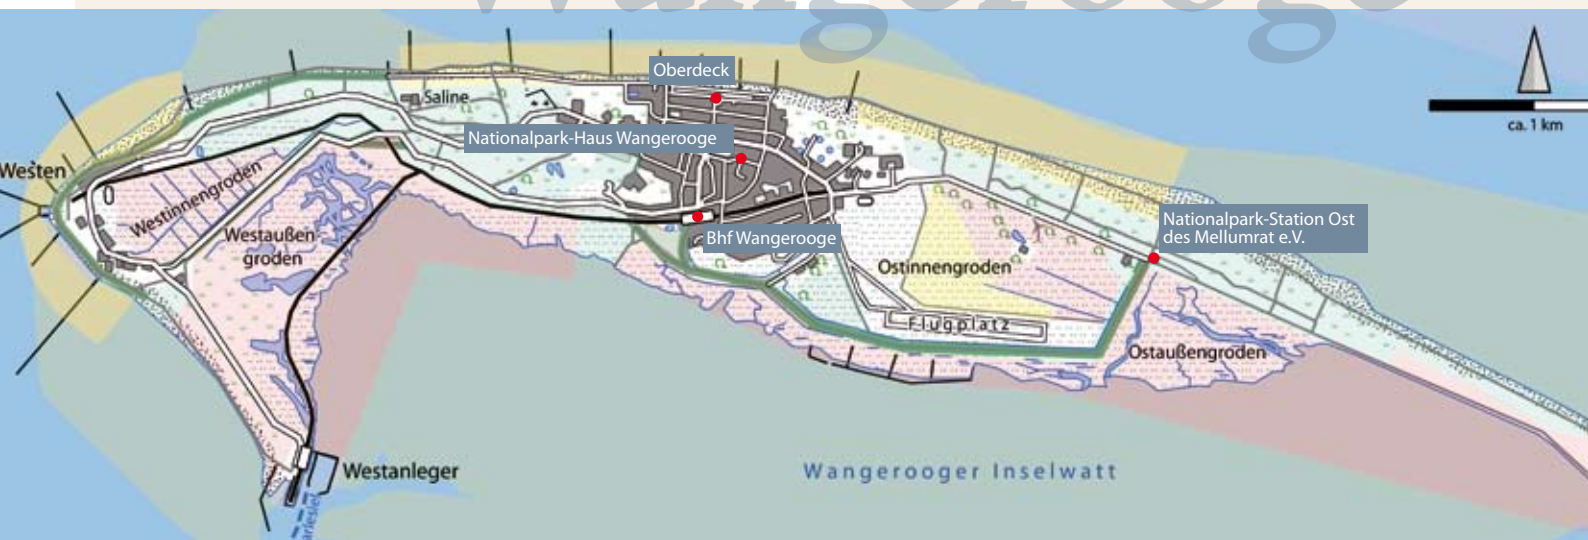 Wangerooge
Oberdeck
Saline
ca. 1 km
Nationalpark-Haus Wangerooge
Westen
Westinnengroden
Westaußen-
groden
Nationalpark-Station Ost
des Mellumrat e.V.
Bhf Wangerooge
Ostinnengroden
Flugplatz
Ostaußengroden
Westanleger
Wangerooger Inselwatt